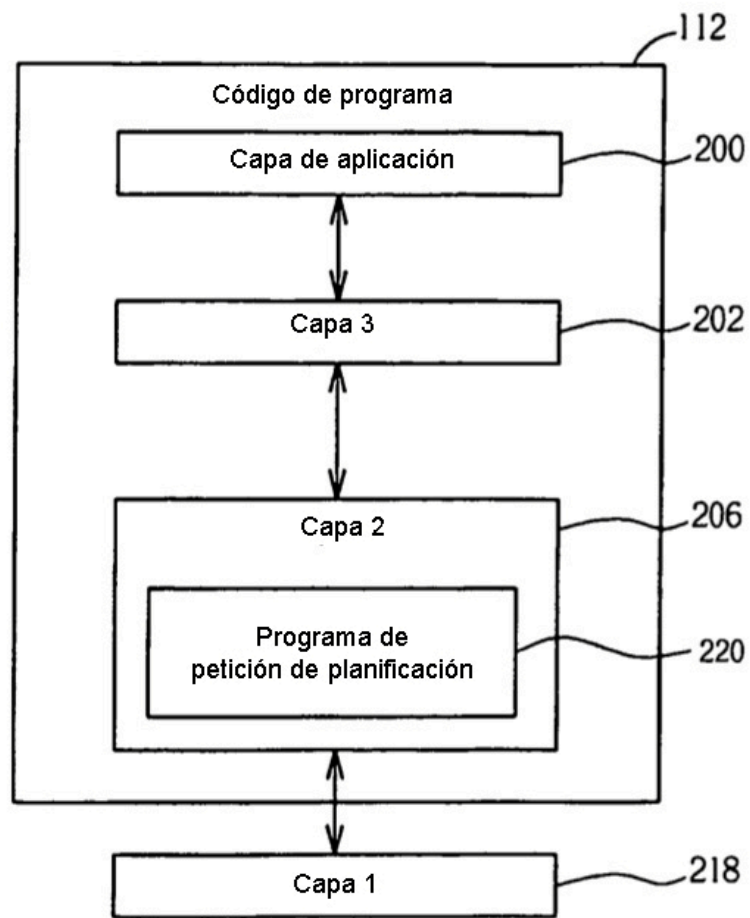 112
Código de programa
Capa de aplicación
200
Capa 3
202
Capa 2
206
Programa de
petición de planificación
220
Capa 1
218